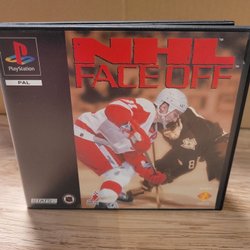 PlayStation
PAL
NHL
FACE OFF